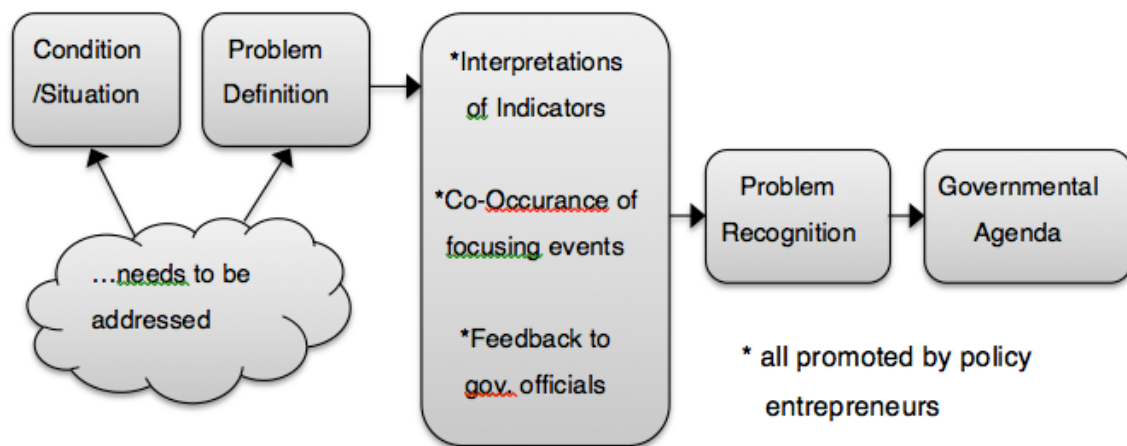 Condition
/Situation
Problem
Definition
…needs to be
addressed
*Interpretations
of Indicators
*Co-Occurance of
focusing events
*Feedback to
gov. officials
Problem
Recognition
Governmental
Agenda
* all promoted by policy
entrepreneurs